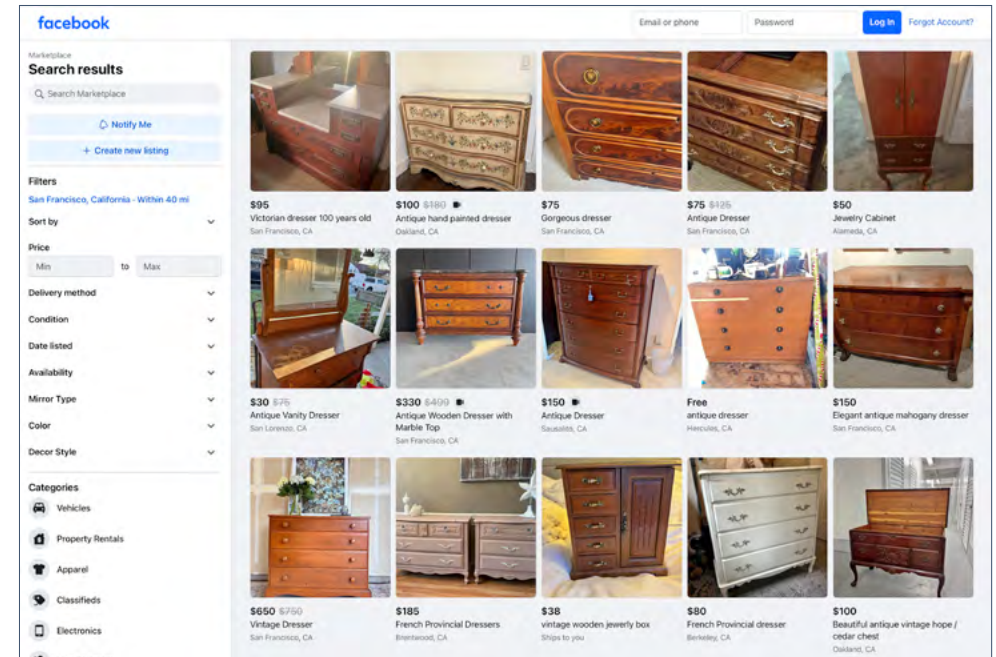 facebook
Email or phone
Password
Log In
Forgot Account?
Marketplace
Search results
Search Marketplace
Notify Me
+ Create new listing
Filters
San Francisco, California - Within 40 mi
Sort by
Price
Min
to
Max
Delivery method
Condition
Date listed
Availability
Mirror Type
Color
Decor Style
Categories
Vehicles
Property Rentals
Apparel
Classifieds
Electronics
$95
Victorian dresser 100 years old
San Francisco, CA
$100 $180
Antique hand painted dresser
Oakland, CA
$75
Gorgeous dresser
San Francisco, CA
$75 $125
Antique Dresser
San Francisco, CA
$50
Jewelry Cabinet
Alameda, CA
$30 $75
Antique Vanity Dresser
San Lorenzo, CA
$330 $499
Antique Wooden Dresser with
Marble Top
San Francisco, CA
$150
Antique Dresser
Sausalito, CA
Free
antique dresser
Hercules, CA
$150
Elegant antique mahogany dresser
San Francisco, CA
$650 $750
Vintage Dresser
San Francisco, CA
$185
French Provincial Dressers
Brentwood, CA
$38
vintage wooden jewerly box
Ships to you
$80
French Provincial dresser
Berkeley, CA
$100
Beautiful antique vintage hope /
cedar chest
Oakland, CA